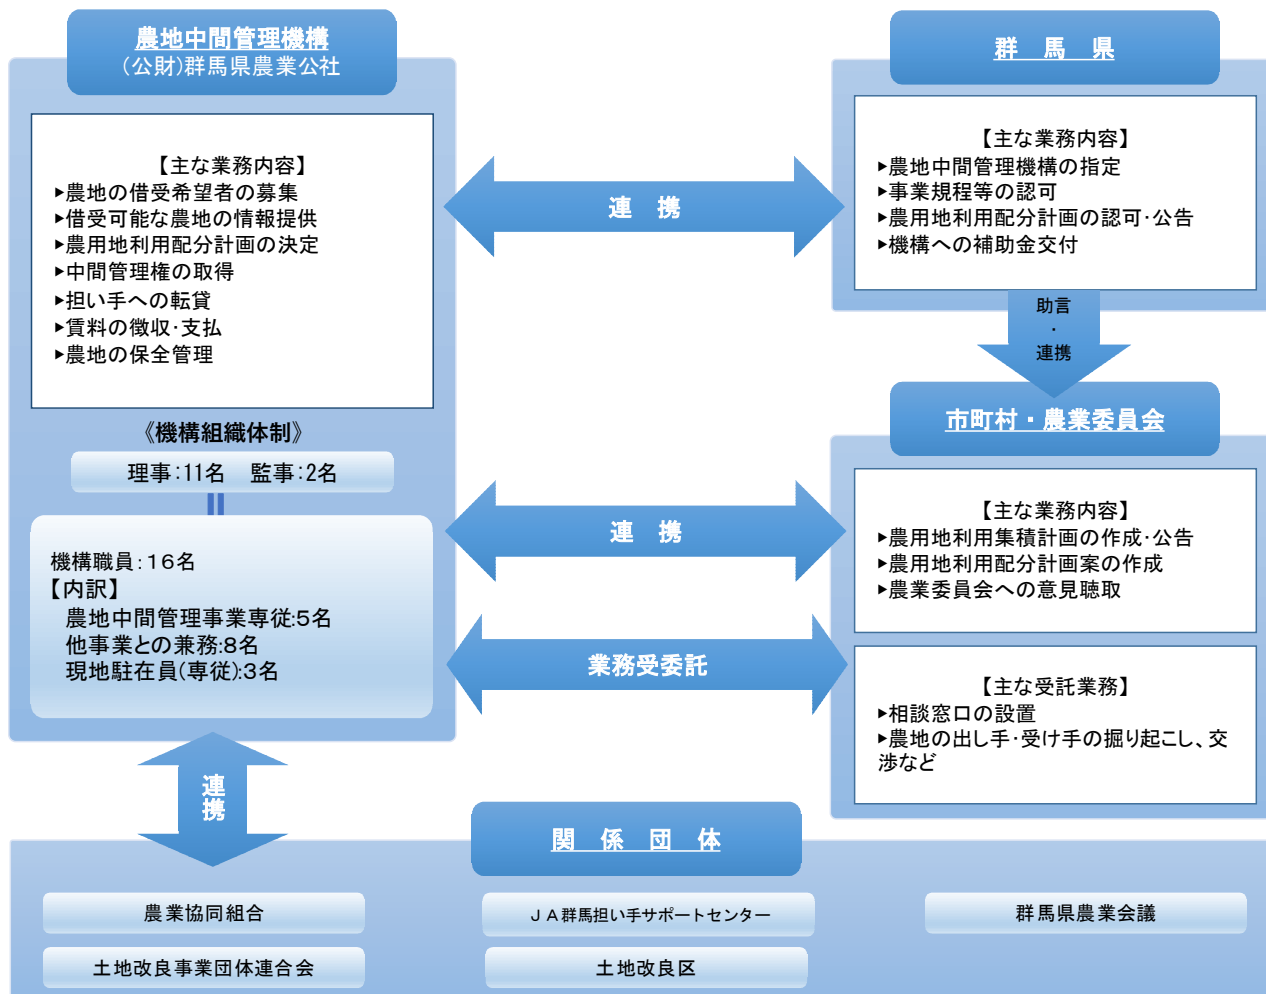 農地中間管理機構
(公財)群馬県農業公社
【主な業務内容】
▶農地の借受希望者の募集
▶借受可能な農地の情報提供
▶農用地利用配分計画の決定
▶中間管理権の取得
▶担い手への転貸
▶賃料の徴収・支払
▶農地の保全管理
《機構組織体制》
理事：11名　監事：2名
機構職員：１６名
【内訳】
農地中間管理事業専従:5名
他事業との兼務:8名
現地駐在員(専従):3名
連　携
連　携
業務受委託
連
携
群　馬　県
【主な業務内容】
▶農地中間管理機構の指定
▶事業規程等の認可
▶農用地利用配分計画の認可・公告
▶機構への補助金交付
助言
・
連携
市町村・農業委員会
【主な業務内容】
▶農用地利用集積計画の作成・公告
▶農用地利用配分計画案の作成
▶農業委員会への意見聴取
【主な受託業務】
▶相談窓口の設置
▶農地の出し手・受け手の掘り起こし、交
渉など
関　係　団　体
農業協同組合
ＪＡ群馬担い手サポートセンター
群馬県農業会議
土地改良事業団体連合会
土地改良区